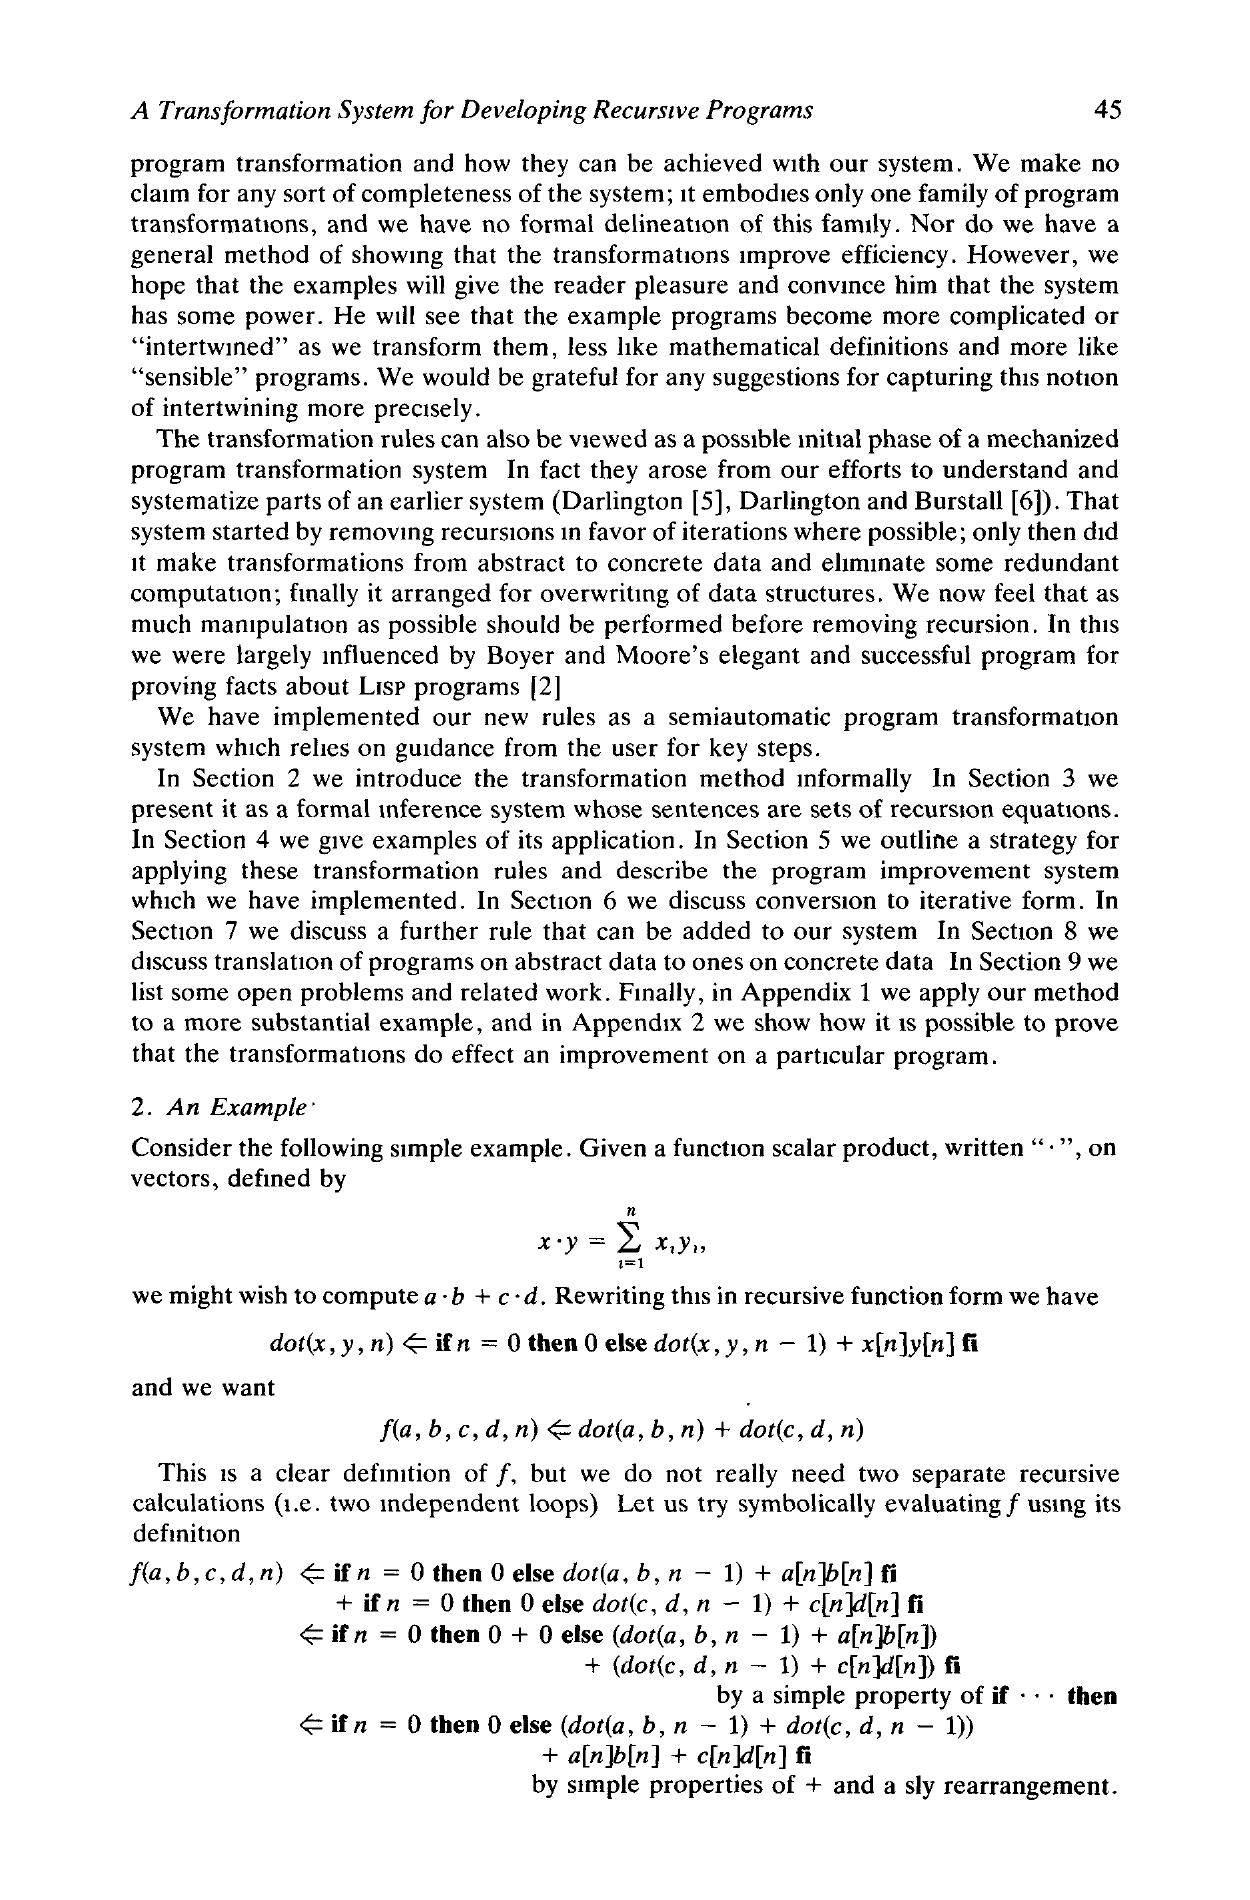 A Transformation System for Developing Recursive Programs 45
program transformation and how they can be achieved with our system. We make no
claim for any sort of completeness of the system; it embodies only one family of program
transformations, and we have no formal delineation of this family. Nor do we have a
general method of showing that the transformations improve efficiency. However, we
hope that the examples will give the reader pleasure and convince him that the system
has some power. He will see that the example programs become more complicated or
“intertwined” as we transform them, less like mathematical definitions and more like
“sensible” programs. We would be grateful for any suggestions for capturing this notion
of intertwining more precisely.
The transformation rules can also be viewed as a possible initial phase of a mechanized
program transformation system In fact they arose from our efforts to understand and
systematize parts of an earlier system (Darlington [5], Darlington and Burstall [6]). That
system started by removing recursions in favor of iterations where possible; only then did
it make transformations from abstract to concrete data and eliminate some redundant
computation; finally it arranged for overwriting of data structures. We now feel that as
much manipulation as possible should be performed before removing recursion. In this
we were largely influenced by Boyer and Moore's elegant and successful program for
proving facts about LISP programs [2]
We have implemented our new rules as a semiautomatic program transformation
system which relies on guidance from the user for key steps.
In Section 2 we introduce the transformation method informally In Section 3 we
present it as a formal inference system whose sentences are sets of recursion equations.
In Section 4 we give examples of its application. In Section 5 we outline a strategy for
applying these transformation rules and describe the program improvement system
which we have implemented. In Section 6 we discuss conversion to iterative form. In
Section 7 we discuss a further rule that can be added to our system In Section 8 we
discuss translation of programs on abstract data to ones on concrete data In Section 9 we
list some open problems and related work. Finally, in Appendix 1 we apply our method
to a more substantial example, and in Appendix 2 we show how it is possible to prove
that the transformations do effect an improvement on a particular program.
2. An Example
Consider the following simple example. Given a function scalar product, written “·”, on
vectors, defined by
n
x·y = ∑ xᵢyᵢ,
i=1
we might wish to compute a·b + c·d. Rewriting this in recursive function form we have
dot(x, y, n) ⇐ if n = 0 then 0 else dot(x, y, n − 1) + x[n]y[n] fi
and we want
f(a, b, c, d, n) ⇐ dot(a, b, n) + dot(c, d, n)
This is a clear definition of f, but we do not really need two separate recursive
calculations (i.e. two independent loops) Let us try symbolically evaluating f using its
definition
f(a, b, c, d, n) ⇐ if n = 0 then 0 else dot(a, b, n − 1) + a[n]b[n] fi
+ if n = 0 then 0 else dot(c, d, n − 1) + c[n]d[n] fi
⇐ if n = 0 then 0 + 0 else (dot(a, b, n − 1) + a[n]b[n])
+ (dot(c, d, n − 1) + c[n]d[n]) fi
by a simple property of if · · · then
⇐ if n = 0 then 0 else (dot(a, b, n − 1) + dot(c, d, n − 1))
+ a[n]b[n] + c[n]d[n] fi
by simple properties of + and a sly rearrangement.